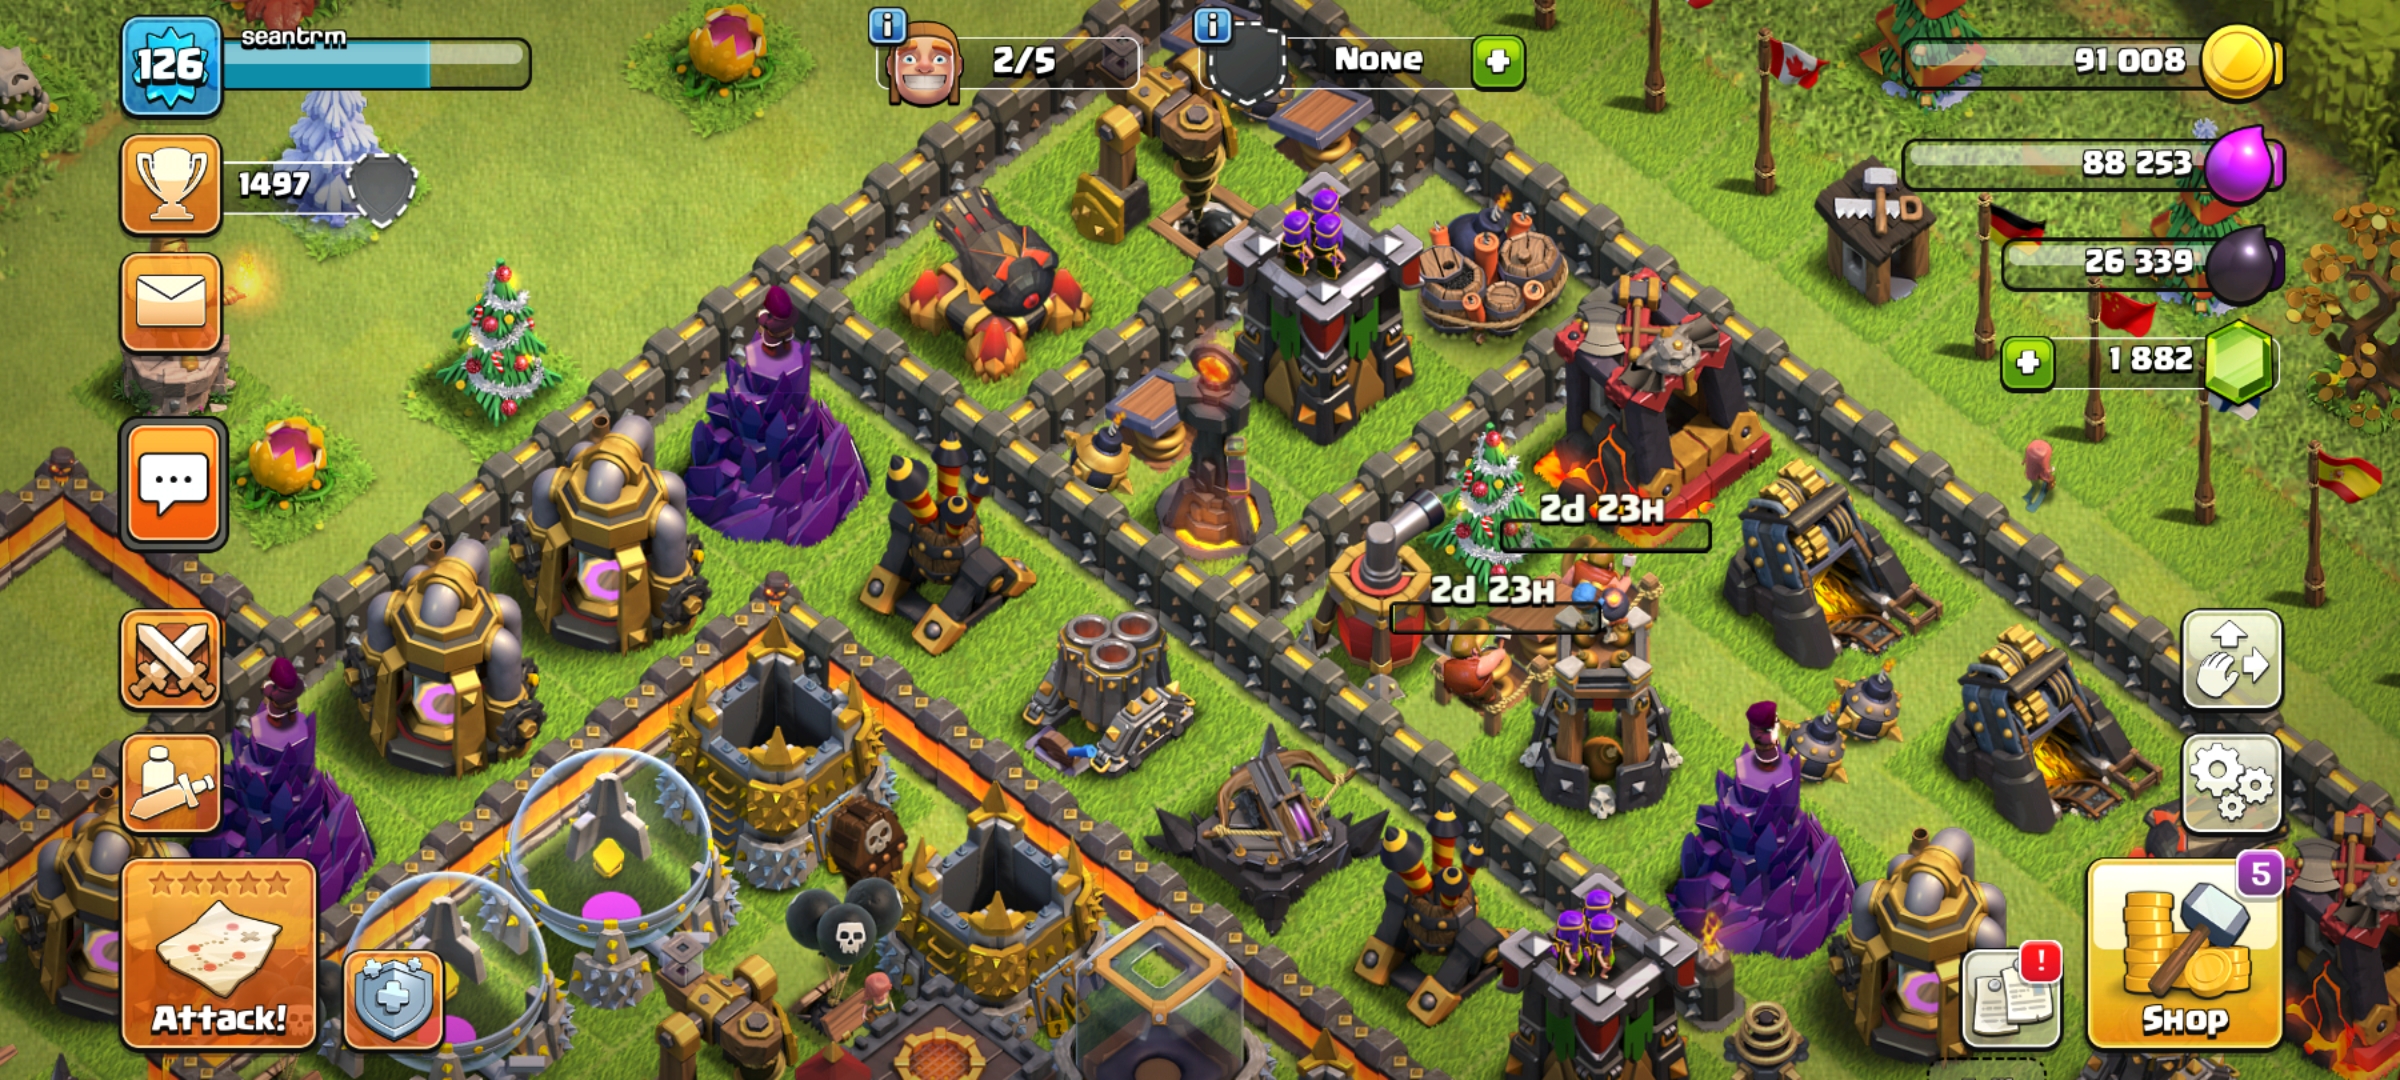 126
seantrm
i
2/5
i
None
91 008
1497
88 253
26 339
1 882
2d 23H
2d 23H
5
!
Attack!
Shop